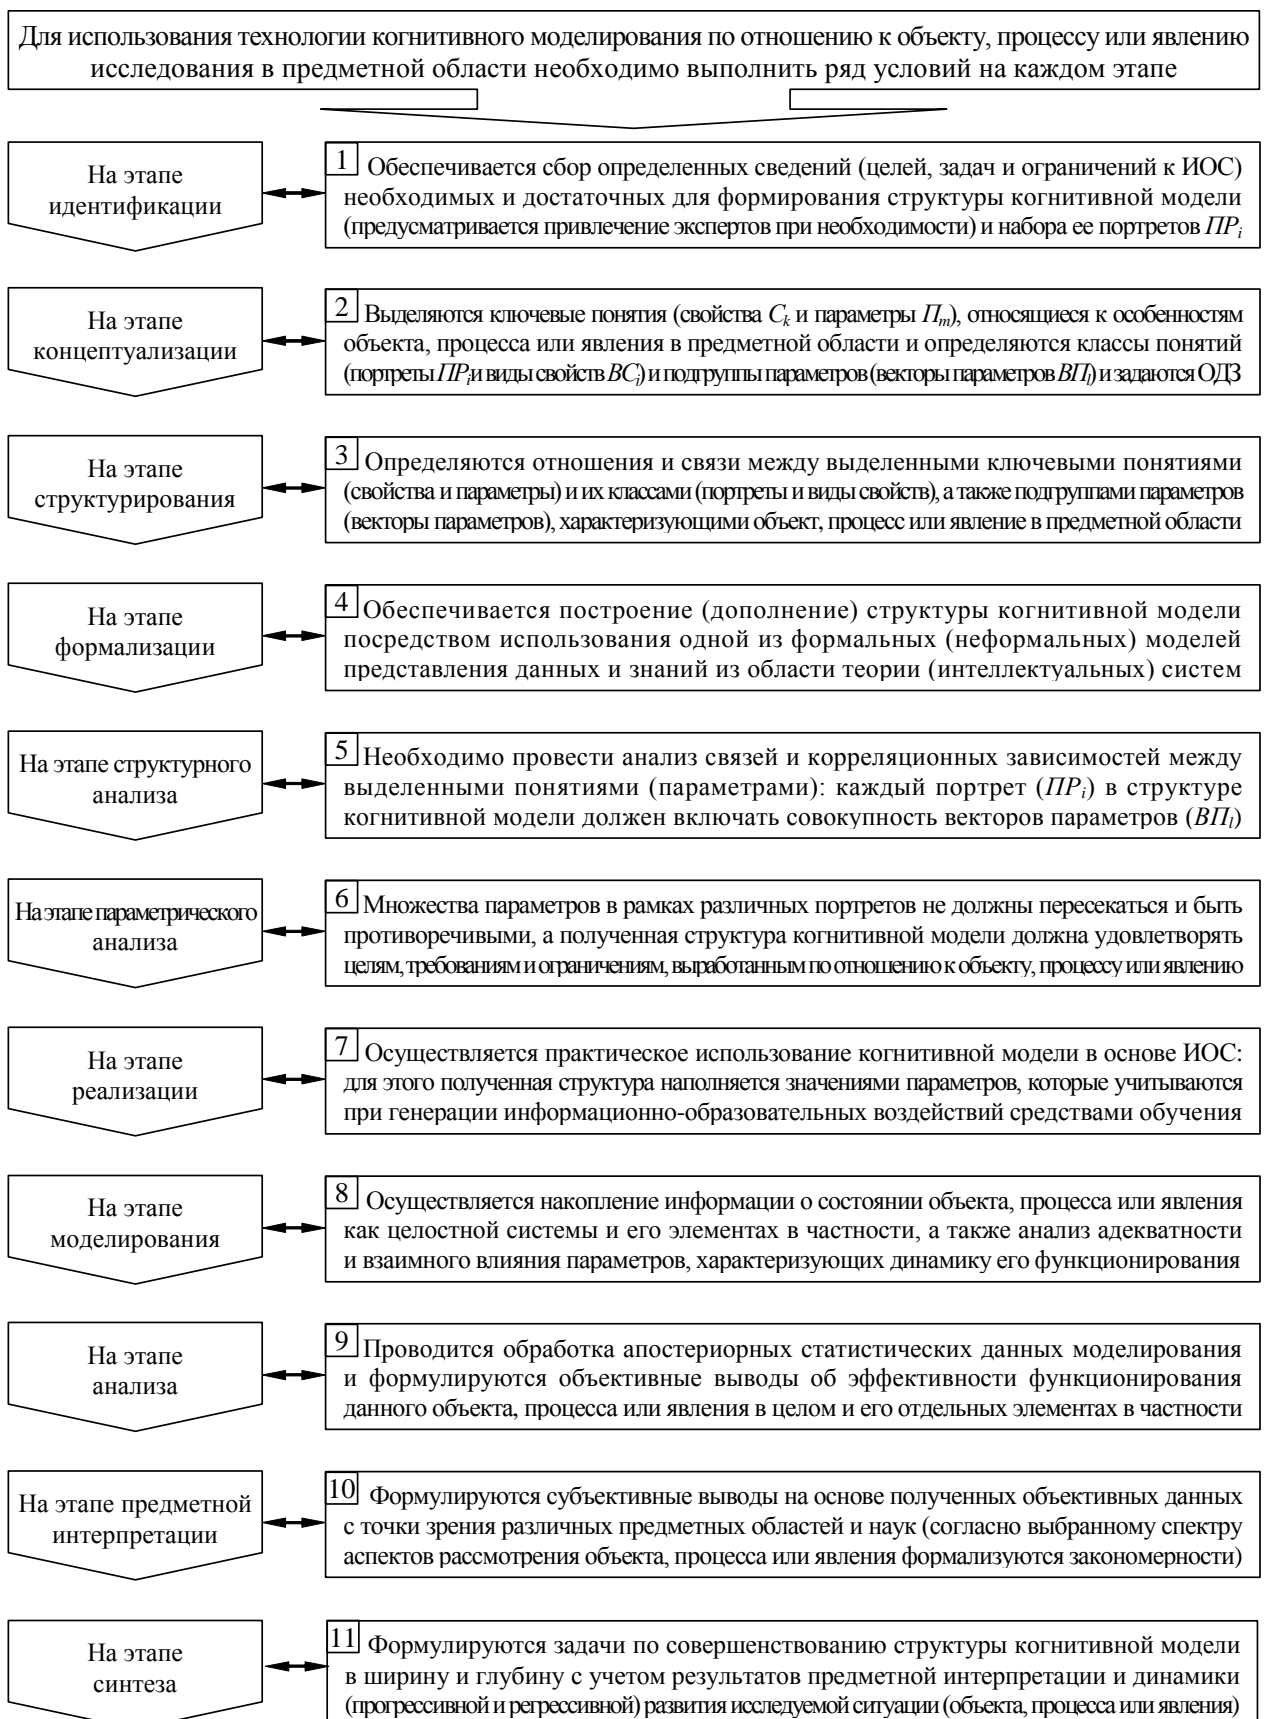 Для использования технологии когнитивного моделирования по отношению к объекту, процессу или явлению
исследования в предметной области необходимо выполнить ряд условий на каждом этапе
На этапе
идентификации
1 Обеспечивается сбор определенных сведений (целей, задач и ограничений к ИОС)
необходимых и достаточных для формирования структуры когнитивной модели
(предусматривается привлечение экспертов при необходимости) и набора ее портретов ПРi
На этапе
концептуализации
2 Выделяются ключевые понятия (свойства Ck и параметры Пm), относящиеся к особенностям
объекта, процесса или явления в предметной области и определяются классы понятий
(портреты ПРi и виды свойств ВСj) и подгруппы параметров (векторы параметров ВПl) и задаются ОДЗ
На этапе
структурирования
3 Определяются отношения и связи между выделенными ключевыми понятиями
(свойства и параметры) и их классами (портреты и виды свойств), а также подгруппами параметров
(векторы параметров), характеризующими объект, процесс или явление в предметной области
На этапе
формализации
4 Обеспечивается построение (дополнение) структуры когнитивной модели
посредством использования одной из формальных (неформальных) моделей
представления данных и знаний из области теории (интеллектуальных) систем
На этапе структурного
анализа
5 Необходимо провести анализ связей и корреляционных зависимостей между
выделенными понятиями (параметрами): каждый портрет (ПРi) в структуре
когнитивной модели должен включать совокупность векторов параметров (ВПl)
На этапе параметрического
анализа
6 Множества параметров в рамках различных портретов не должны пересекаться и быть
противоречивыми, а полученная структура когнитивной модели должна удовлетворять
целям, требованиям и ограничениям, выработанным по отношению к объекту, процессу или явлению
На этапе
реализации
7 Осуществляется практическое использование когнитивной модели в основе ИОС:
для этого полученная структура наполняется значениями параметров, которые учитываются
при генерации информационно-образовательных воздействий средствами обучения
На этапе
моделирования
8 Осуществляется накопление информации о состоянии объекта, процесса или явления
как целостной системы и его элементах в частности, а также анализ адекватности
и взаимного влияния параметров, характеризующих динамику его функционирования
На этапе
анализа
9 Проводится обработка апостериорных статистических данных моделирования
и формулируются объективные выводы об эффективности функционирования
данного объекта, процесса или явления в целом и его отдельных элементах в частности
На этапе предметной
интерпретации
10 Формулируются субъективные выводы на основе полученных объективных данных
с точки зрения различных предметных областей и наук (согласно выбранному спектру
аспектов рассмотрения объекта, процесса или явления формализуются закономерности)
На этапе
синтеза
11 Формулируются задачи по совершенствованию структуры когнитивной модели
в ширину и глубину с учетом результатов предметной интерпретации и динамики
(прогрессивной и регрессивной) развития исследуемой ситуации (объекта, процесса или явления)